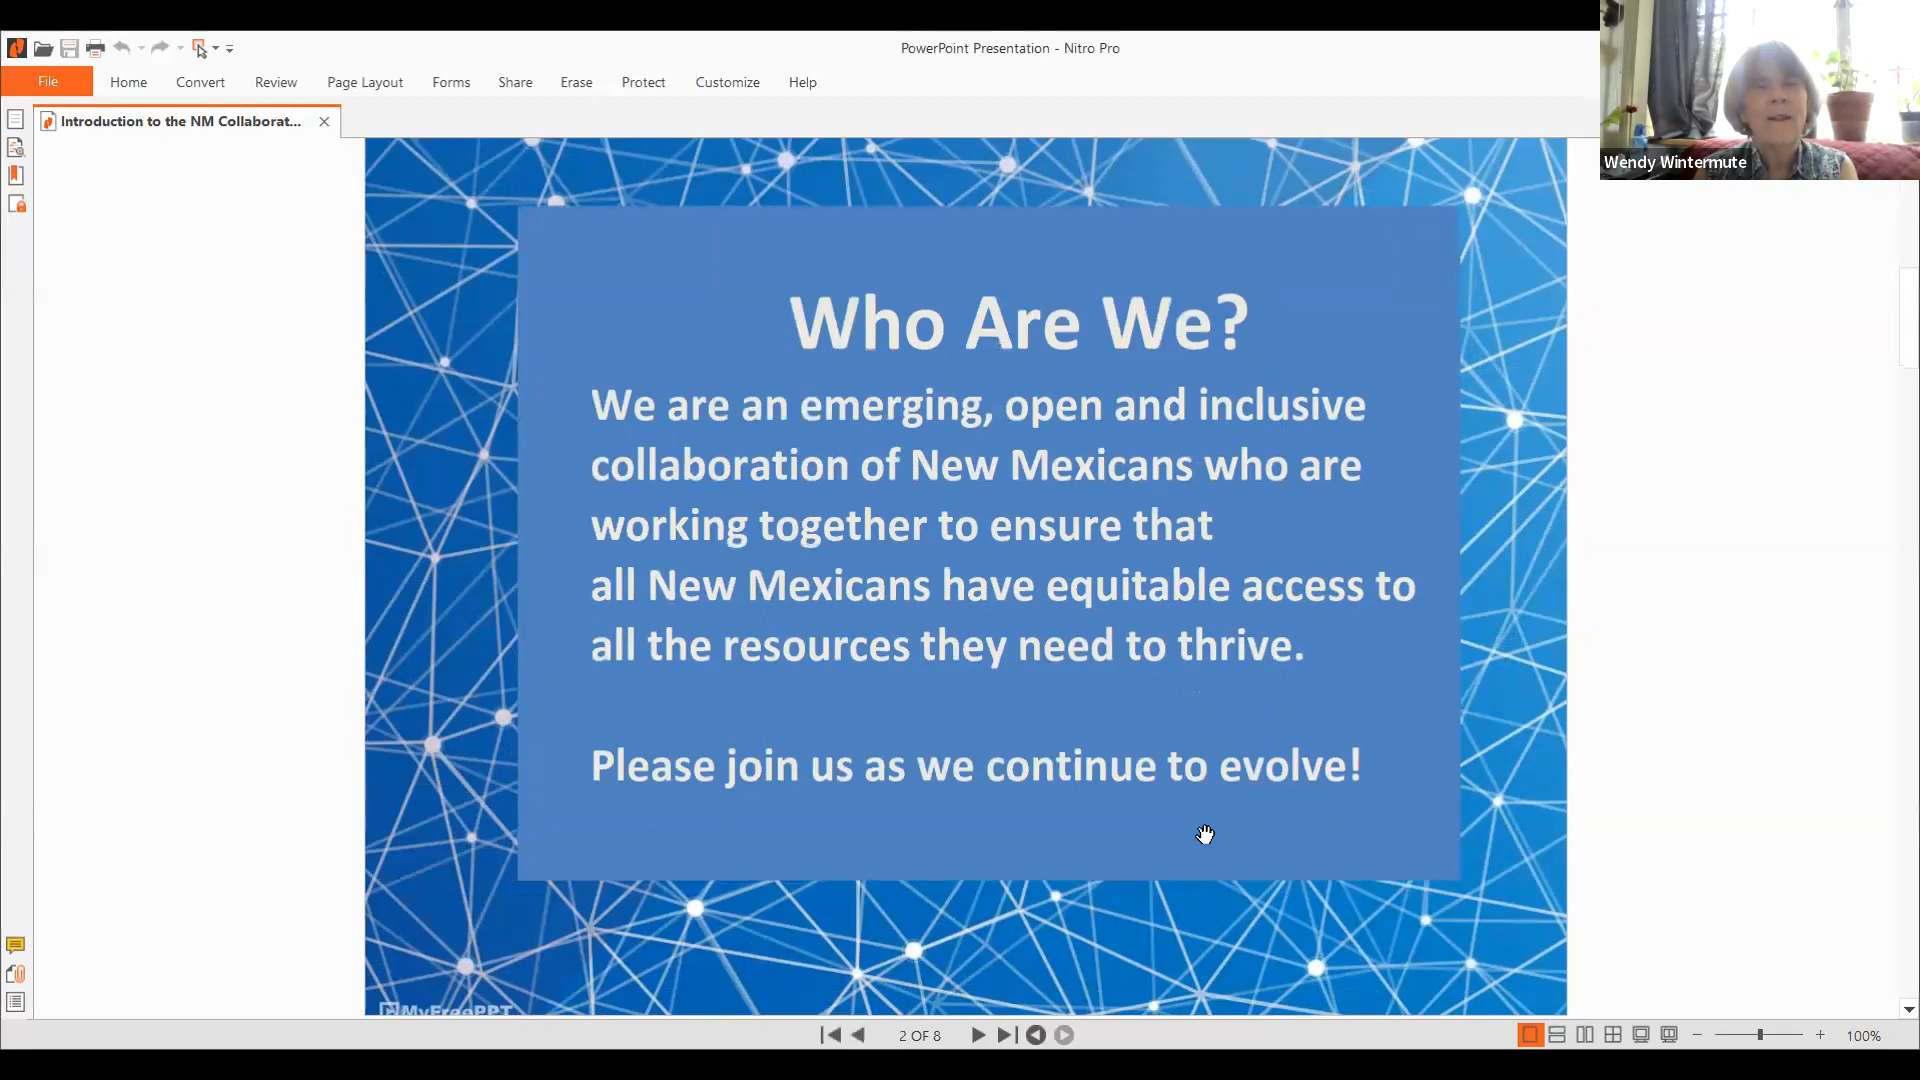 PowerPoint Presentation - Nitro Pro
File Home Convert Review Page Layout Forms Share Erase Protect Customize Help
Introduction to the NM Collaborat...
Wendy Wintermute
Who Are We?
We are an emerging, open and inclusive
collaboration of New Mexicans who are
working together to ensure that
all New Mexicans have equitable access to
all the resources they need to thrive.
Please join us as we continue to evolve!
MyFreePPT
2 OF 8
100%